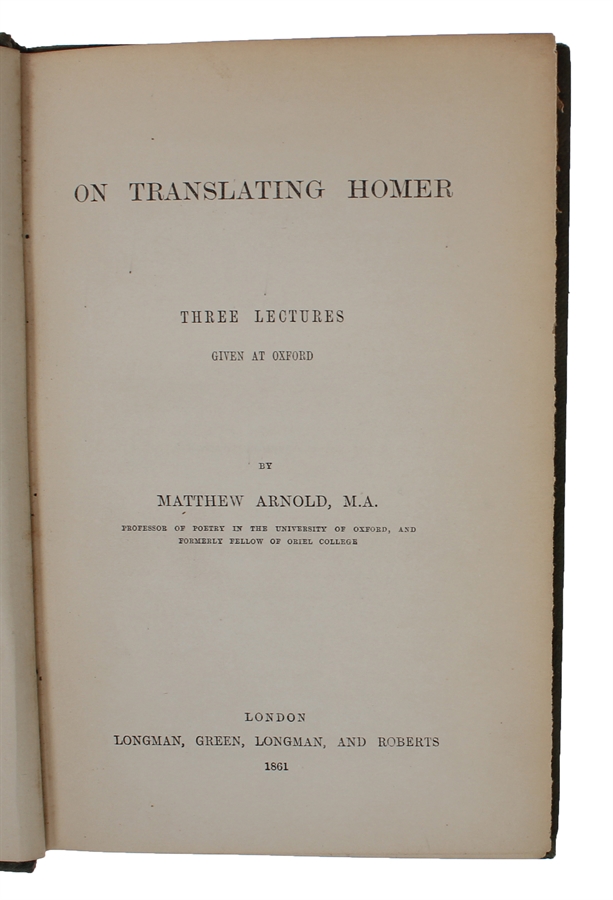 ON TRANSLATING HOMER
THREE LECTURES
GIVEN AT OXFORD
BY
MATTHEW ARNOLD, M.A.
PROFESSOR OF POETRY IN THE UNIVERSITY OF OXFORD, AND
FORMERLY FELLOW OF ORIEL COLLEGE
LONDON
LONGMAN, GREEN, LONGMAN, AND ROBERTS
1861